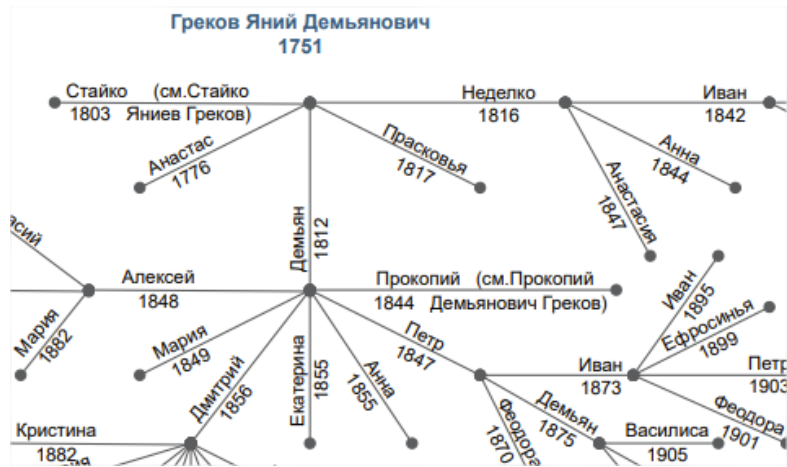 Греков Яний Демьянович
1751
Стайко (см.Стайко
1803 Яниев Греков)
Неделко
1816
Иван
1842
Анастас
1776
Прасковья
1817
Анна
1844
Анастасия
1847
Демьян
1812
Алексей
1848
Прокопий (см.Прокопий
1844 Демьянович Греков)
Мария
1882
Мария
1849
Дмитрий
1856
Екатерина
1855
Анна
1855
Петр
1847
Иван
1873
Иван
1895
Ефросинья
1899
Петр
1903
Феодора
1901
Феодора
1870
Демьян
1875
Василиса
1905
Кристина
1882